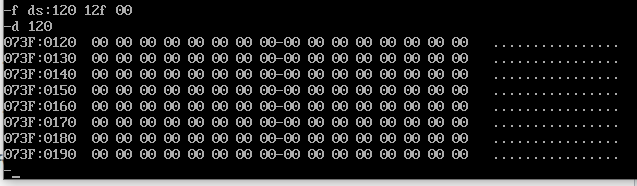 -f ds:120 12f 00
-d 120
073F:0120  00 00 00 00 00 00 00 00-00 00 00 00 00 00 00 00   ................
073F:0130  00 00 00 00 00 00 00 00-00 00 00 00 00 00 00 00   ................
073F:0140  00 00 00 00 00 00 00 00-00 00 00 00 00 00 00 00   ................
073F:0150  00 00 00 00 00 00 00 00-00 00 00 00 00 00 00 00   ................
073F:0160  00 00 00 00 00 00 00 00-00 00 00 00 00 00 00 00   ................
073F:0170  00 00 00 00 00 00 00 00-00 00 00 00 00 00 00 00   ................
073F:0180  00 00 00 00 00 00 00 00-00 00 00 00 00 00 00 00   ................
073F:0190  00 00 00 00 00 00 00 00-00 00 00 00 00 00 00 00   ................
-_